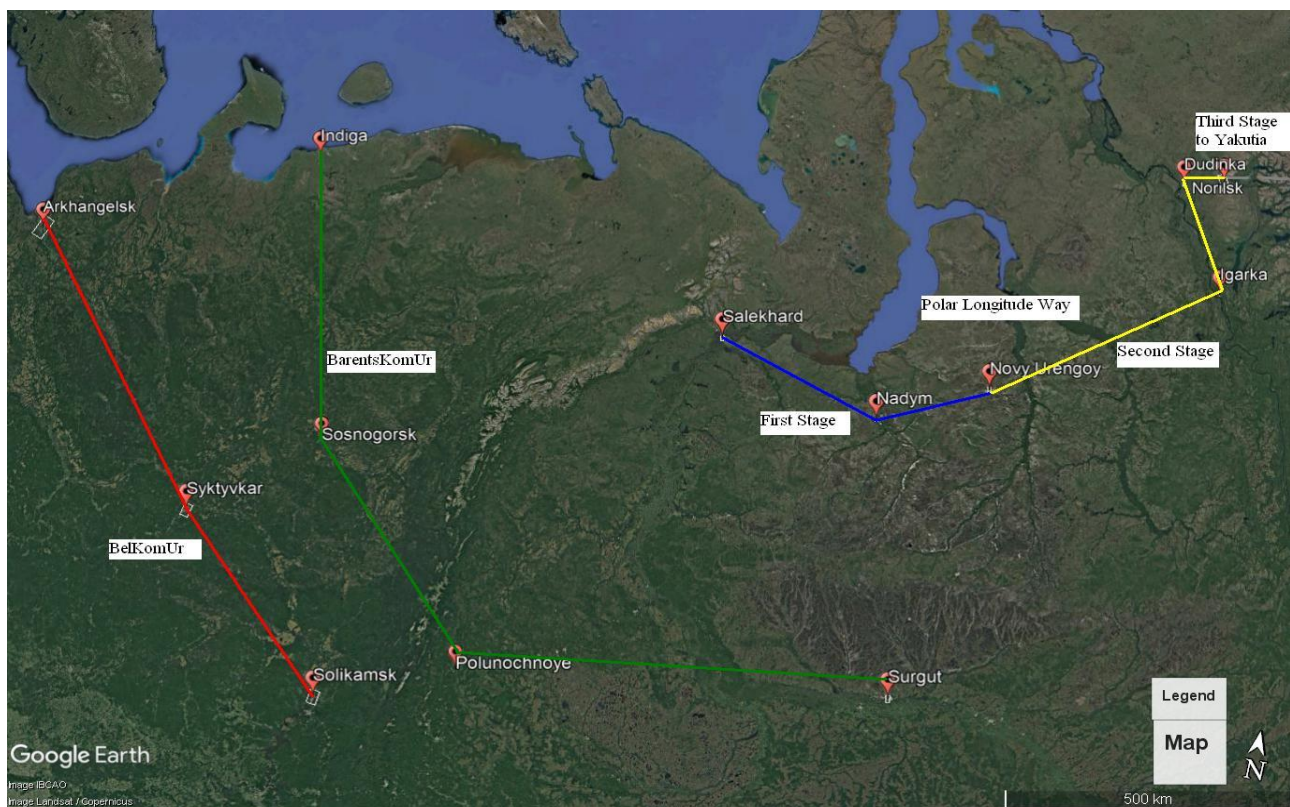 Indiga
Third Stage
to Yakutia
Dudinka
Norilsk
Arkhangelsk
Igarka
Polar Longitude Way
Salekhard
Second Stage
BarentsKomUr
Novy Urengoy
Nadym
First Stage
Sosnogorsk
Syktyvkar
BelKomUr
Polunochnoye
Solikamsk
Surgut
Legend
Map
N
Google Earth
Image IBCAO
Image Landsat / Copernicus
500 km